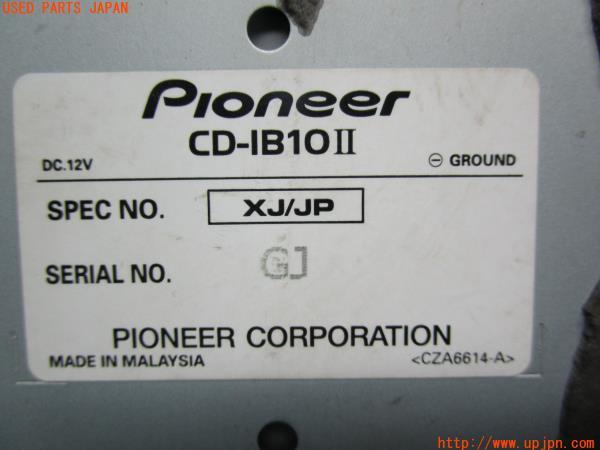 USED PARTS JAPAN
Pioneer
CD-IB10II
DC.12V ⊖ GROUND
SPEC NO. XJ/JP
SERIAL NO. GJ
PIONEER CORPORATION
MADE IN MALAYSIA <CZA6614-A>
http://www.upjpn.com